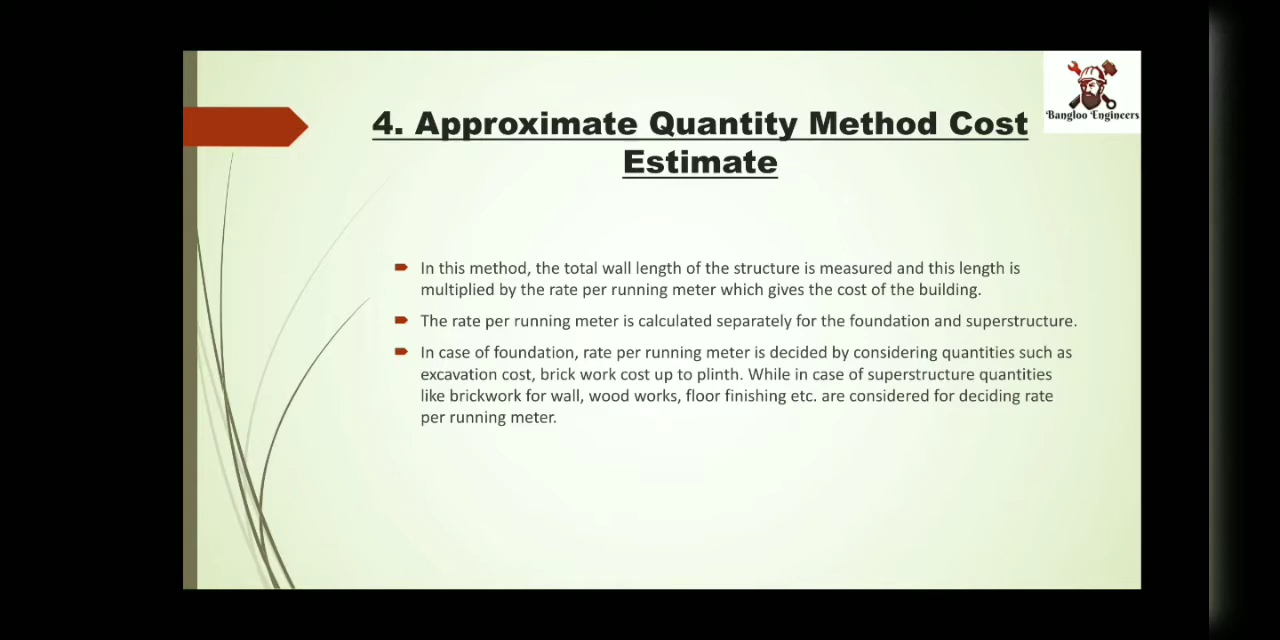 4. Approximate Quantity Method Cost
Estimate
Bangloo Engineers
In this method, the total wall length of the structure is measured and this length is
multiplied by the rate per running meter which gives the cost of the building.
The rate per running meter is calculated separately for the foundation and superstructure.
In case of foundation, rate per running meter is decided by considering quantities such as
excavation cost, brick work cost up to plinth. While in case of superstructure quantities
like brickwork for wall, wood works, floor finishing etc. are considered for deciding rate
per running meter.